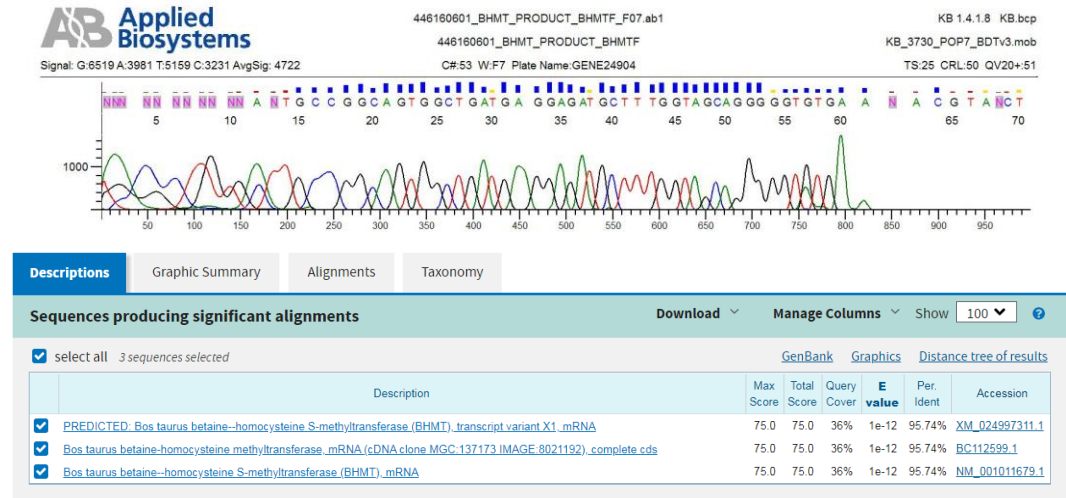 AB Applied Biosystems
446160601_BHMT_PRODUCT_BHMTF_F07.ab1
KB 1.4.1.8 KB.bcp
446160601_BHMT_PRODUCT_BHMTF
KB_3730_POP7_BDTv3.mob
Signal: G:6519 A:3981 T:5159 C:3231 AvgSig: 4722
C#:53 W:F7 Plate Name:GENE24904
TS:25 CRL:50 QV20+:51
NNN NN NN NN NN A N T G C C G G C A G T G G C T G A T G A G G A G A T G C T T T G G T A G C A G G G G G T G T G A A N A C G T A N C T
5 10 15 20 25 30 35 40 45 50 55 60 65 70
1000
50 100 150 200 250 300 350 400 450 500 550 600 650 700 750 800 850 900 950
Descriptions Graphic Summary Alignments Taxonomy
Sequences producing significant alignments Download Manage Columns Show 100 ?
select all 3 sequences selected GenBank Graphics Distance tree of results
Description Max Score Total Score Query Cover E value Per. Ident Accession
PREDICTED: Bos taurus betaine--homocysteine S-methyltransferase (BHMT), transcript variant X1, mRNA 75.0 75.0 36% 1e-12 95.74% XM_024997311.1
Bos taurus betaine-homocysteine methyltransferase, mRNA (cDNA clone MGC:137173 IMAGE:8021192), complete cds 75.0 75.0 36% 1e-12 95.74% BC112599.1
Bos taurus betaine--homocysteine S-methyltransferase (BHMT), mRNA 75.0 75.0 36% 1e-12 95.74% NM_001011679.1